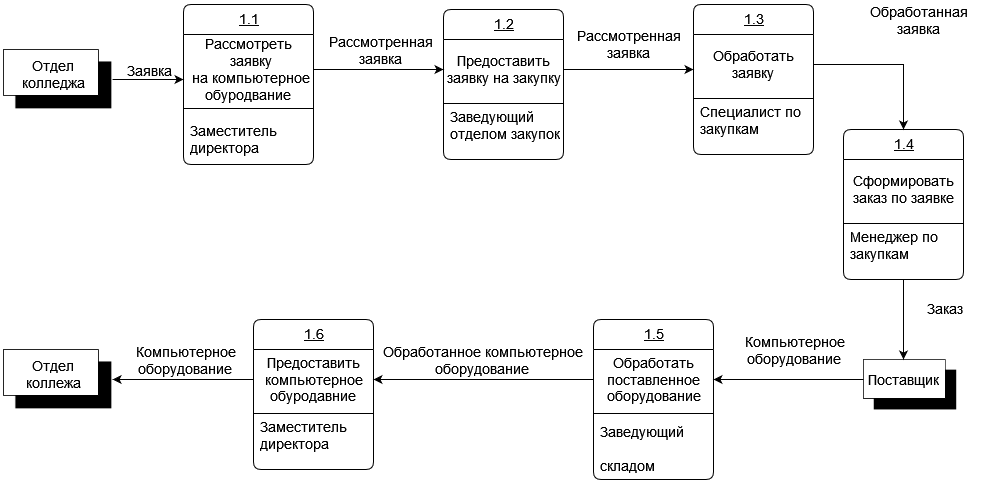 Отдел
колледжа
Заявка
1.1
Рассмотреть
заявку
на компьютерное
обуродвание
Заместитель
директора
Рассмотренная
заявка
1.2
Предоставить
заявку на закупку
Заведующий
отделом закупок
Рассмотренная
заявка
1.3
Обработать
заявку
Специалист по
закупкам
Обработанная
заявка
1.4
Сформировать
заказ по заявке
Менеджер по
закупкам
Заказ
Поставщик
Компьютерное
оборудование
1.5
Обработать
поставленное
оборудование
Заведующий
складом
Обработанное компьютерное
оборудование
1.6
Предоставить
компьютерное
обуродавние
Заместитель
директора
Компьютерное
оборудование
Отдел
коллежа